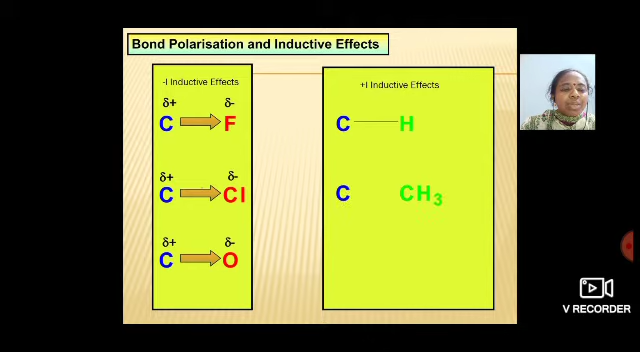 Bond Polarisation and Inductive Effects
-I Inductive Effects
δ+ δ-
C F
δ+ δ-
C Cl
δ+ δ-
C O
+I Inductive Effects
C H
C CH3
V RECORDER